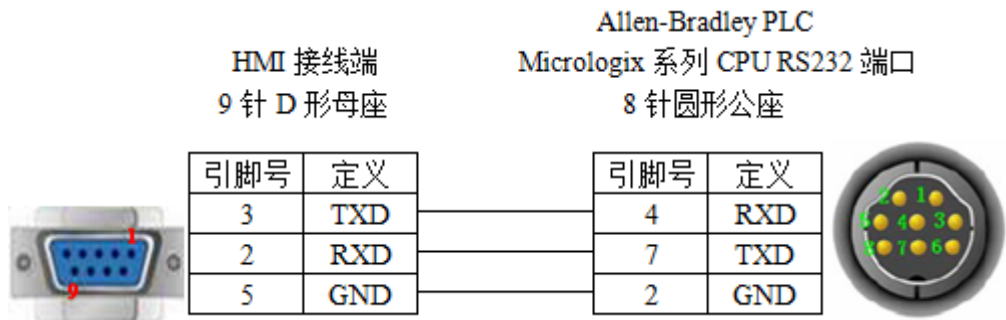 Allen-Bradley PLC
HMI 接线端 Micrologix 系列 CPU RS232 端口
9 针 D 形母座 8 针圆形公座
引脚号 定义 引脚号 定义
3 TXD 4 RXD
2 RXD 7 TXD
5 GND 2 GND
1
9
2 1
5 4 3
8 7 6